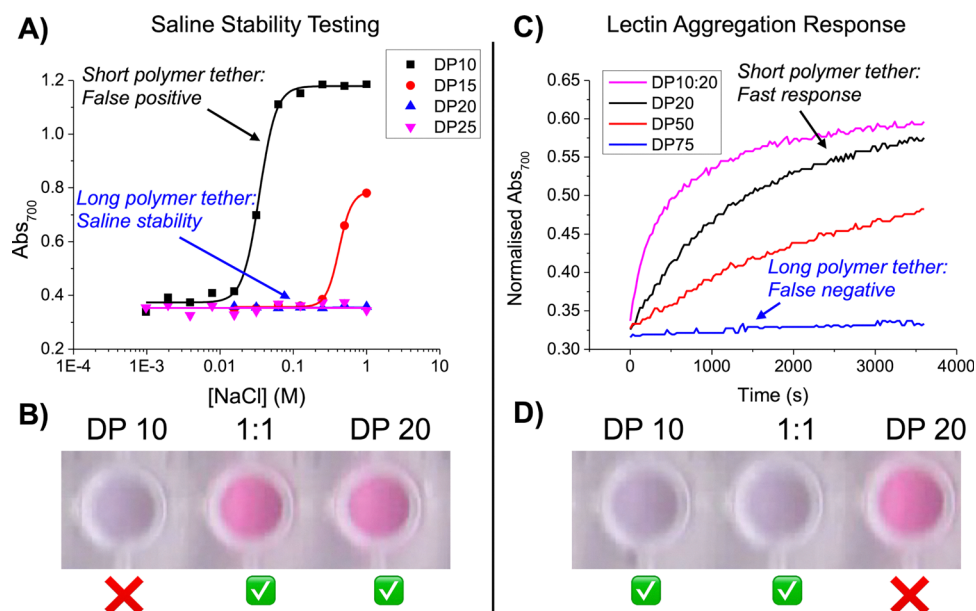 A)
Saline Stability Testing
Short polymer tether:
False positive
DP10
DP15
DP20
DP25
Long polymer tether:
Saline stability
Abs700
1.2
1.0
0.8
0.6
0.4
0.2
1E-4
1E-3
0.01
0.1
1
[NaCl] (M)
B)
DP 10
1:1
DP 20
C)
Lectin Aggregation Response
DP10:20
DP20
DP50
DP75
Short polymer tether:
Fast response
Long polymer tether:
False negative
Normalised Abs700
0.65
0.60
0.55
0.50
0.45
0.40
0.35
0.30
0
1000
2000
3000
4000
Time (s)
D)
DP 10
1:1
DP 20